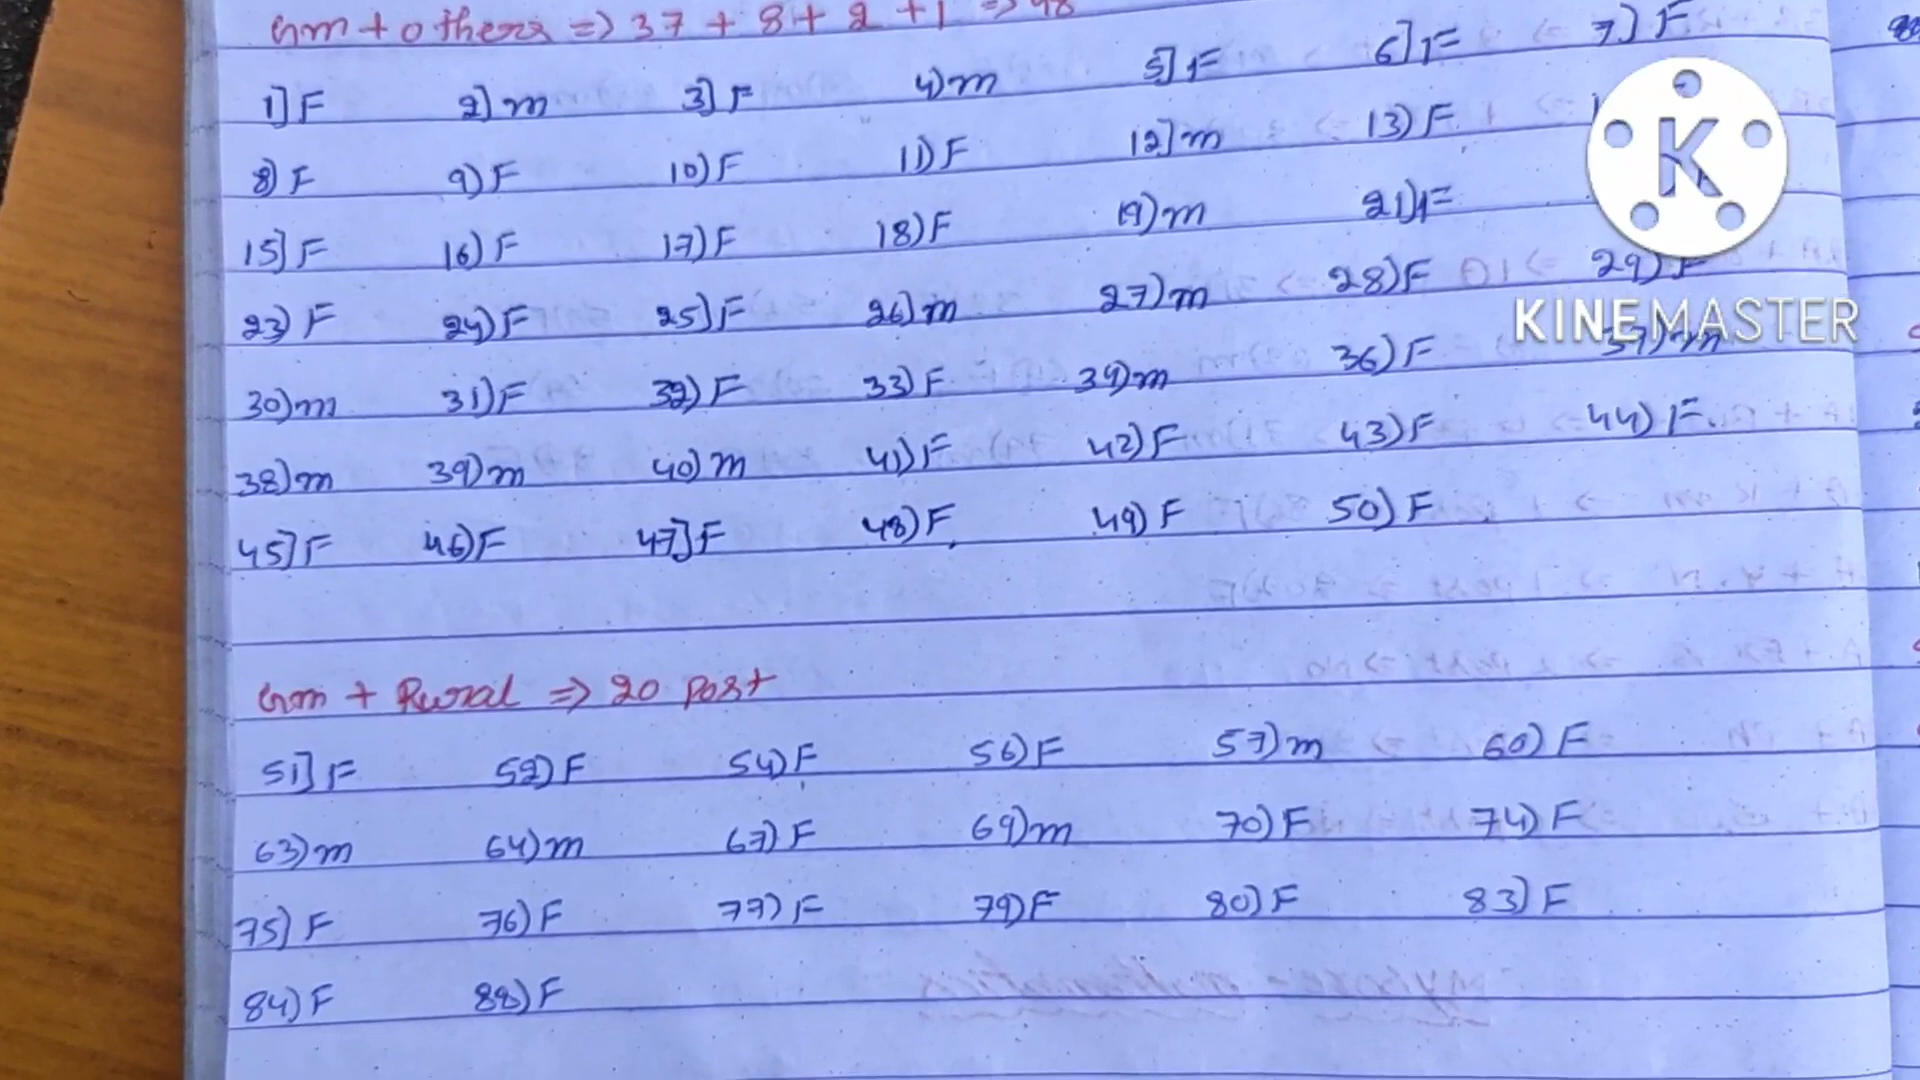 Gm + others => 37 + 8 + 2 + 1 => 48
1] F 2] m 3] F 4) m 5] F 6] F 7] F
8) F 9) F 10) F 11) F 12] m 13) F
15] F 16) F 17) F 18) F 19) m 21) F
23) F 24) F 25) F 26) m 27) m 28) F 29) F
30) m 31) F 32) F 33) F 34) m 36) F 37) m
38) m 39) m 40) m 41) F 42) F 43) F 44) F.
45] F 46) F 47] F 48) F 49) F 50) F
Gm + Rural => 20 post
51] F 52) F 54) F 56) F 57) m 60) F
63) m 64) m 67) F 69) m 70) F 74) F
75) F 76) F 77) F 79) F 80) F 83) F
84) F 88) F
KINEMASTER